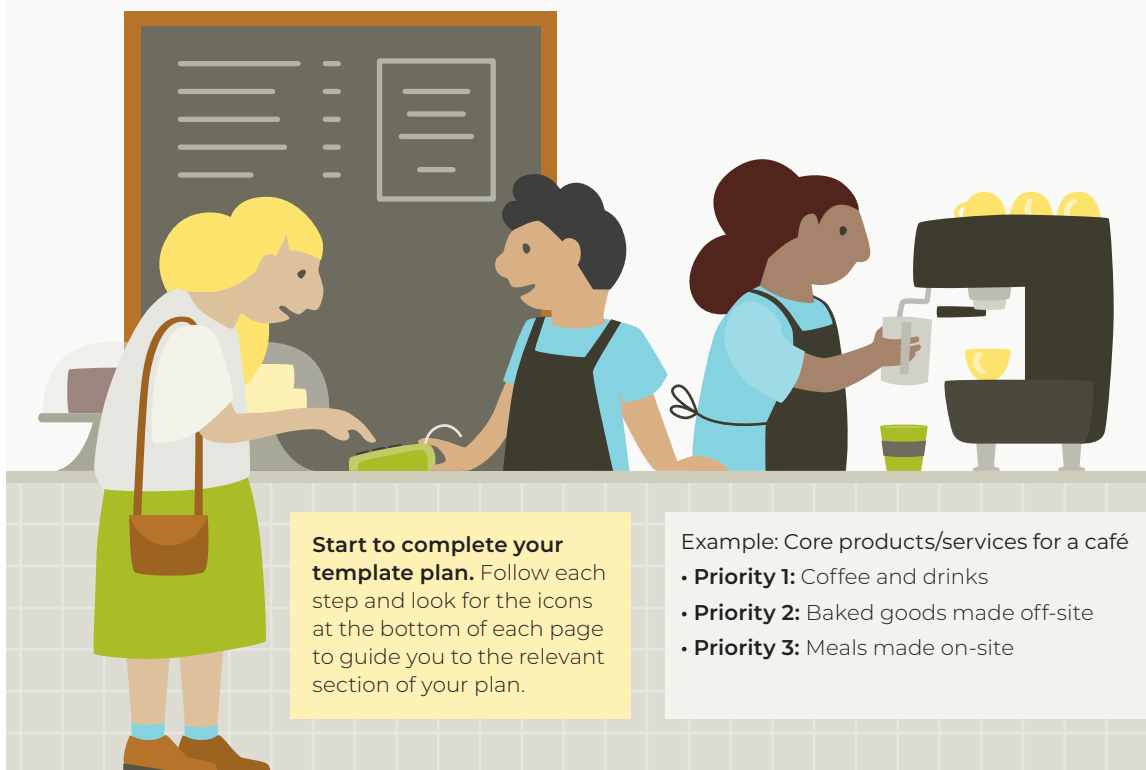 Start to complete your
template plan. Follow each
step and look for the icons
at the bottom of each page
to guide you to the relevant
section of your plan.
Example: Core products/services for a café
• Priority 1: Coffee and drinks
• Priority 2: Baked goods made off-site
• Priority 3: Meals made on-site